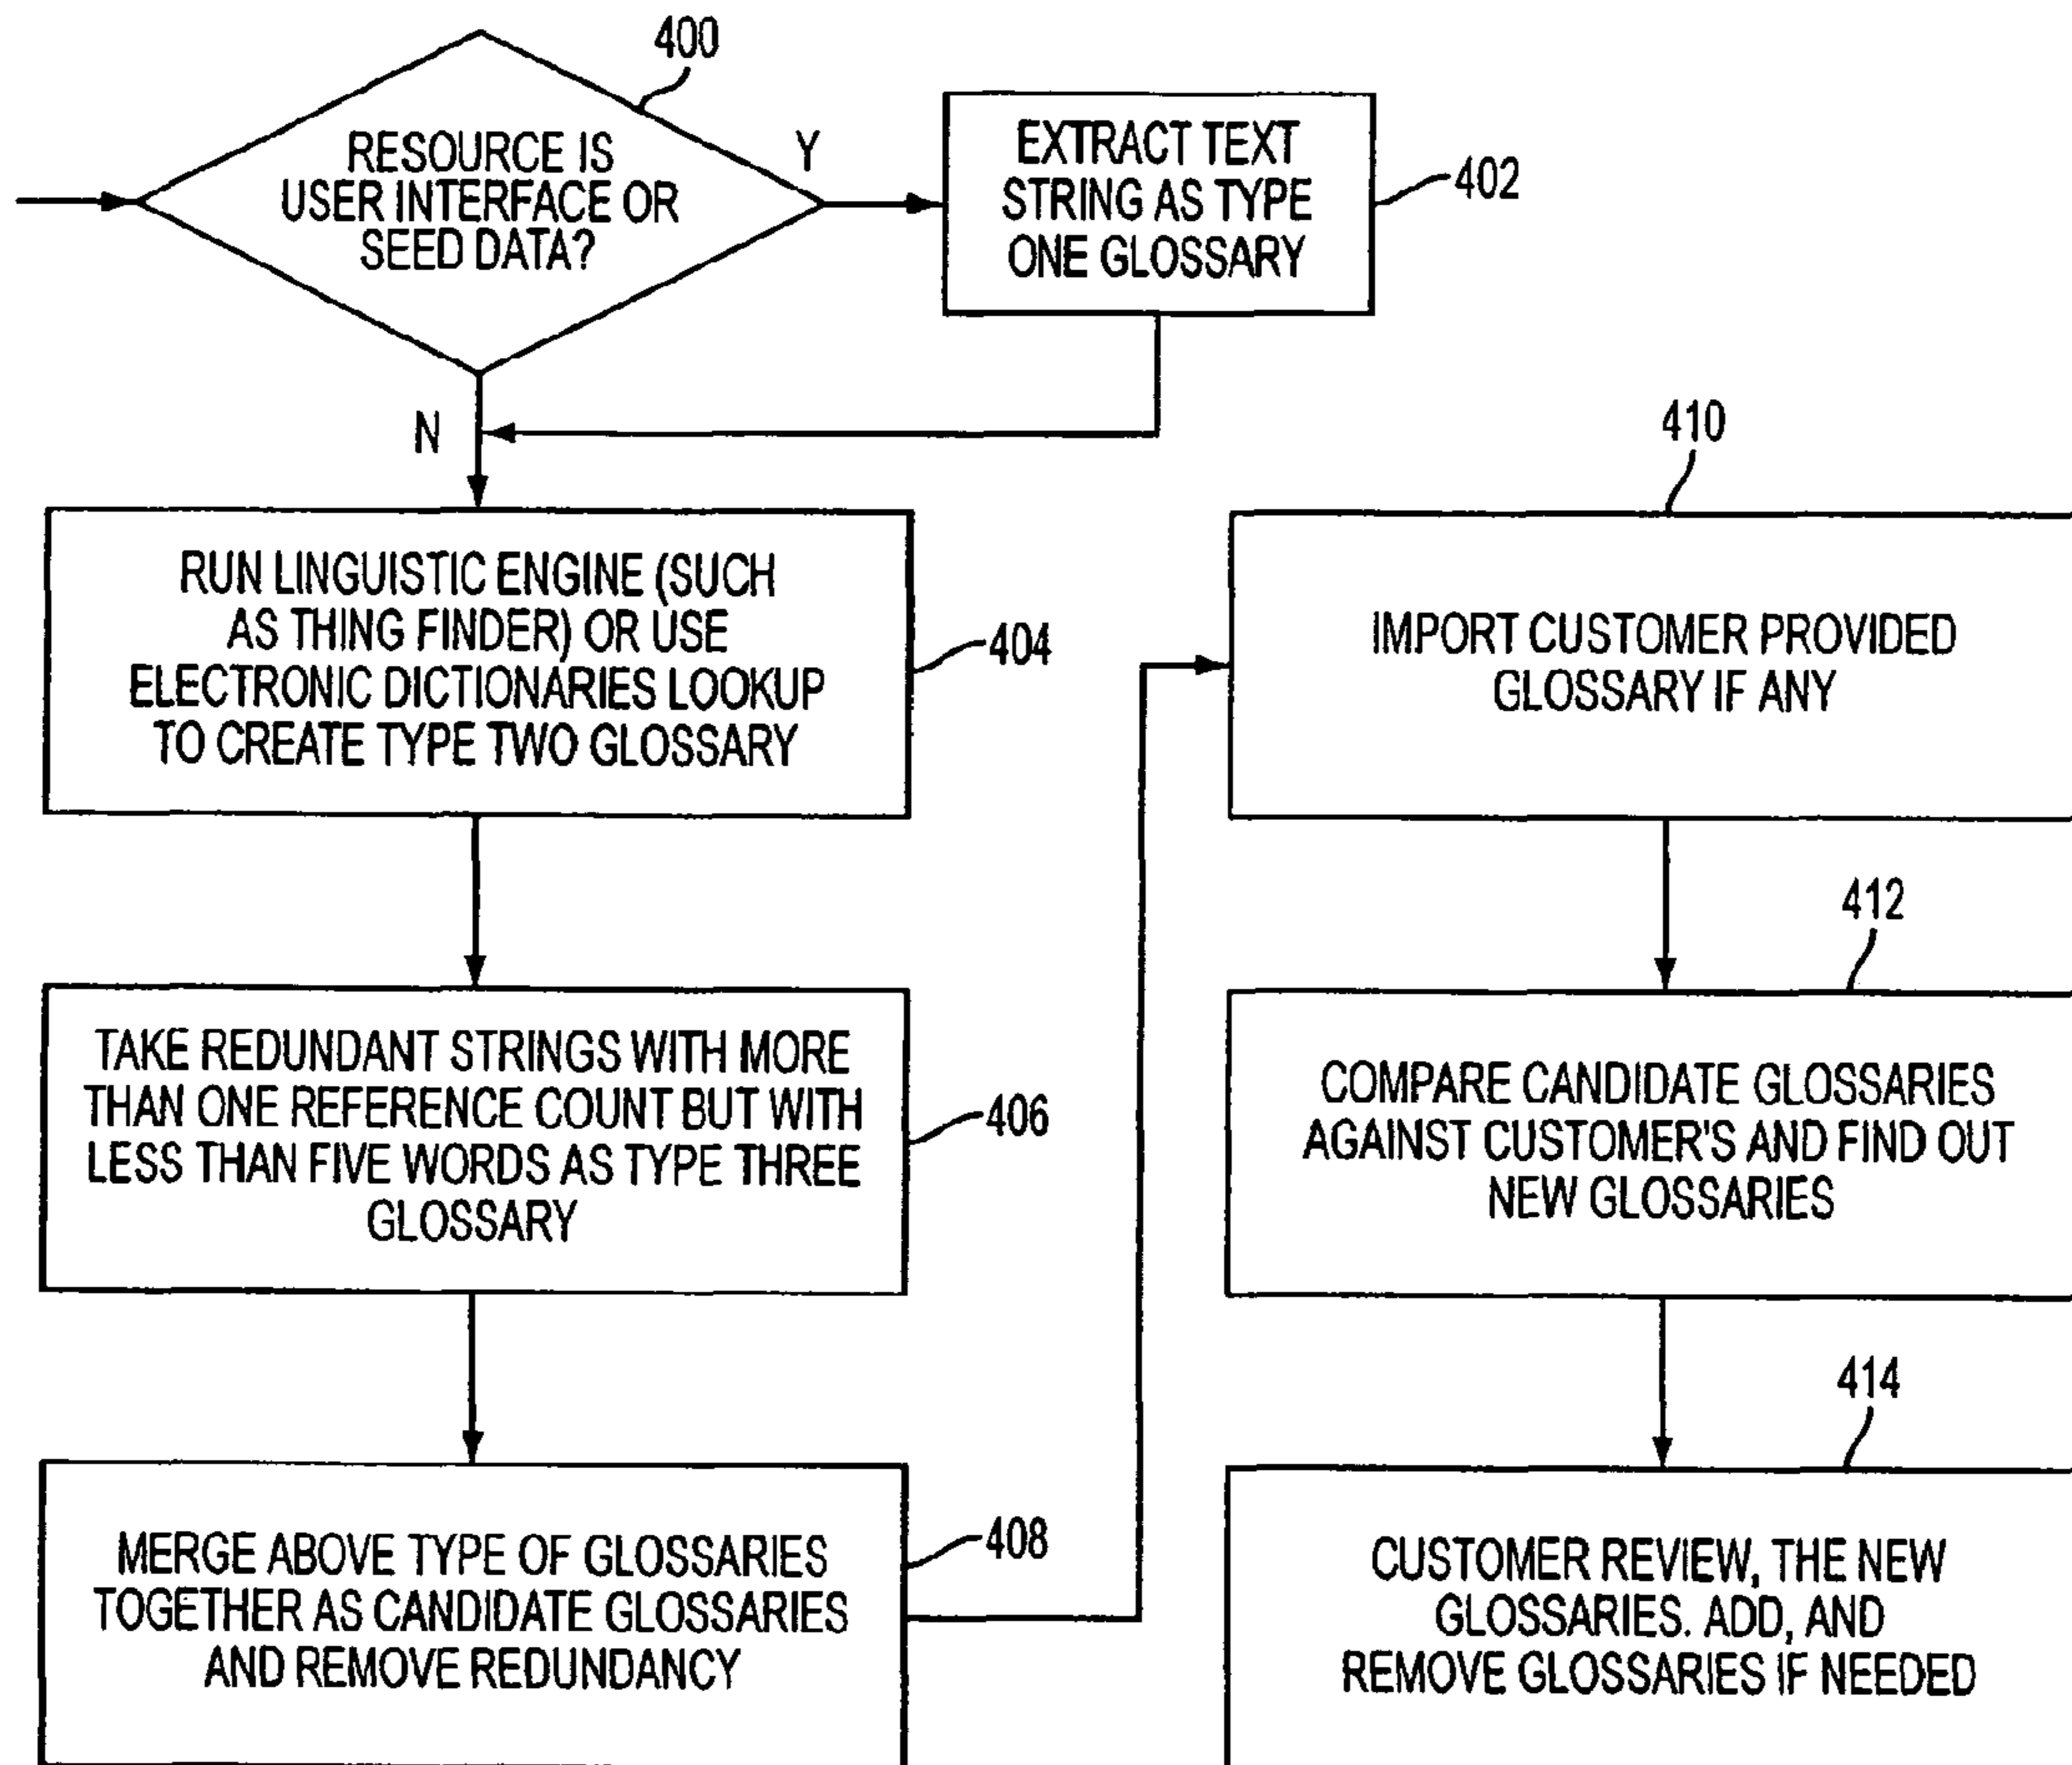 400
RESOURCE IS
USER INTERFACE OR
SEED DATA?
Y
EXTRACT TEXT
STRING AS TYPE
ONE GLOSSARY
402
N
RUN LINGUISTIC ENGINE (SUCH
AS THING FINDER) OR USE
ELECTRONIC DICTIONARIES LOOKUP
TO CREATE TYPE TWO GLOSSARY
404
TAKE REDUNDANT STRINGS WITH MORE
THAN ONE REFERENCE COUNT BUT WITH
LESS THAN FIVE WORDS AS TYPE THREE
GLOSSARY
406
MERGE ABOVE TYPE OF GLOSSARIES
TOGETHER AS CANDIDATE GLOSSARIES
AND REMOVE REDUNDANCY
408
410
IMPORT CUSTOMER PROVIDED
GLOSSARY IF ANY
412
COMPARE CANDIDATE GLOSSARIES
AGAINST CUSTOMER'S AND FIND OUT
NEW GLOSSARIES
414
CUSTOMER REVIEW, THE NEW
GLOSSARIES. ADD, AND
REMOVE GLOSSARIES IF NEEDED